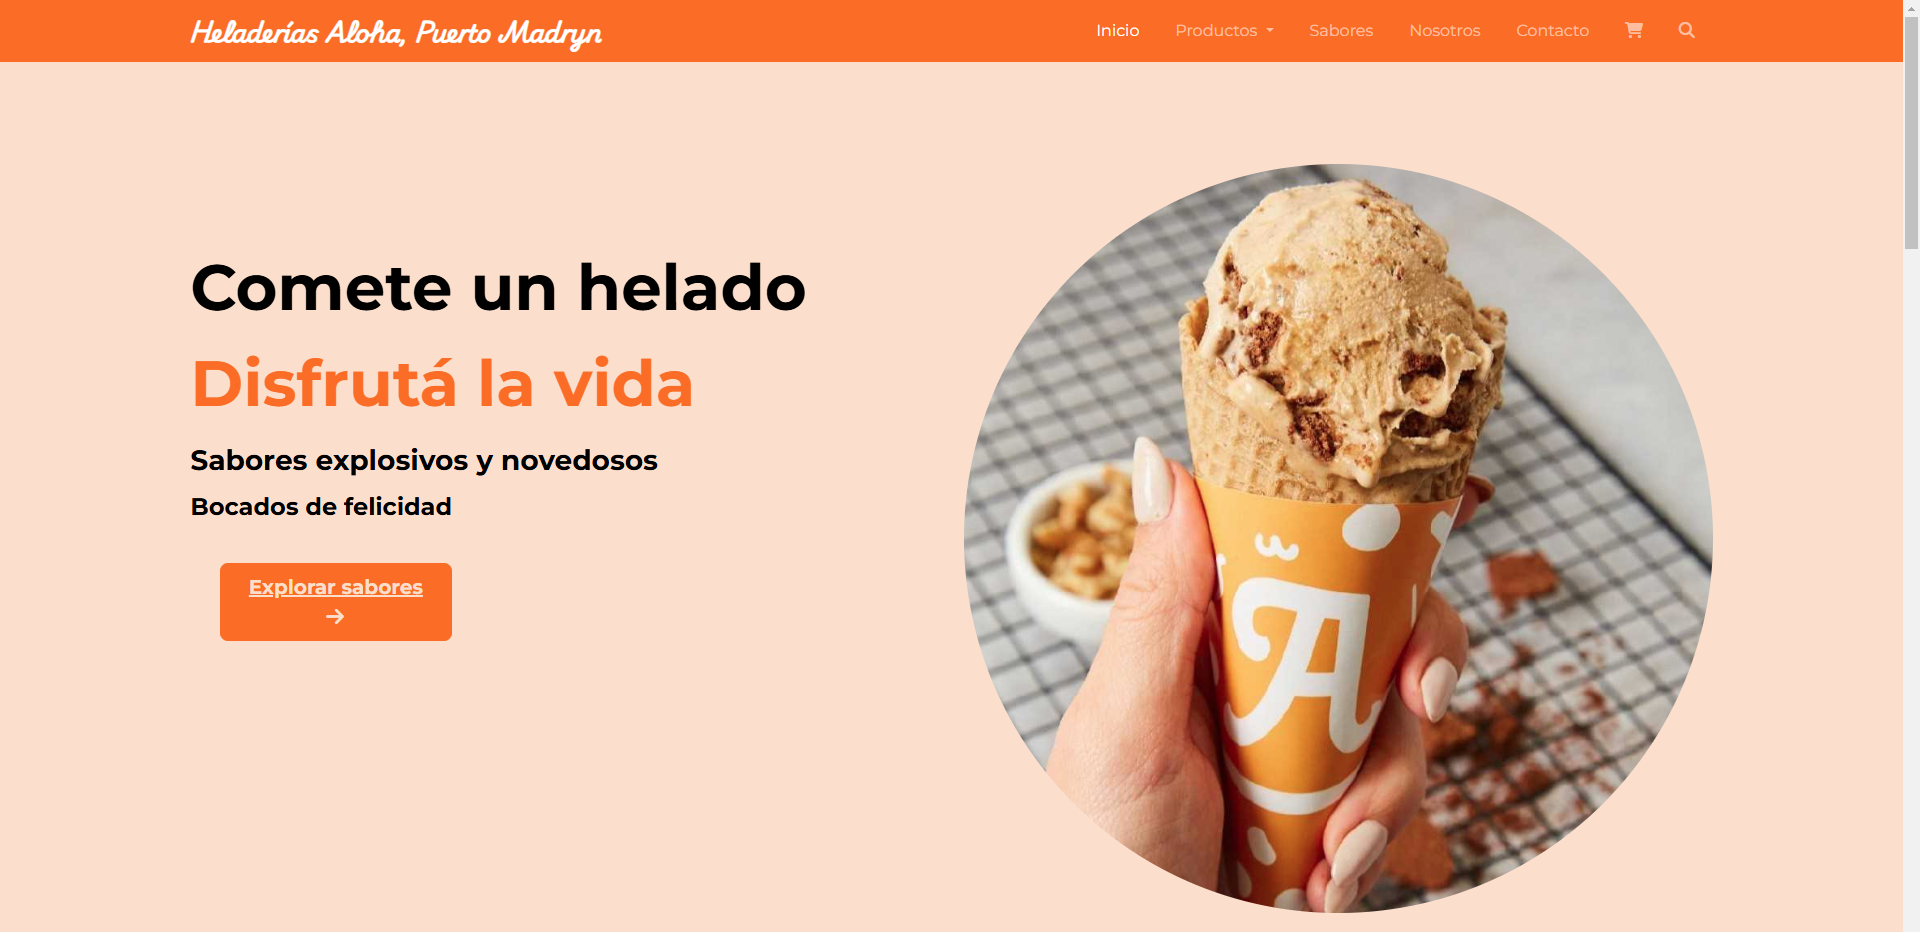 Heladerías Aloha, Puerto Madryn
Inicio Productos Sabores Nosotros Contacto
Comete un helado
Disfrutá la vida
Sabores explosivos y novedosos
Bocados de felicidad
Explorar sabores
→
A